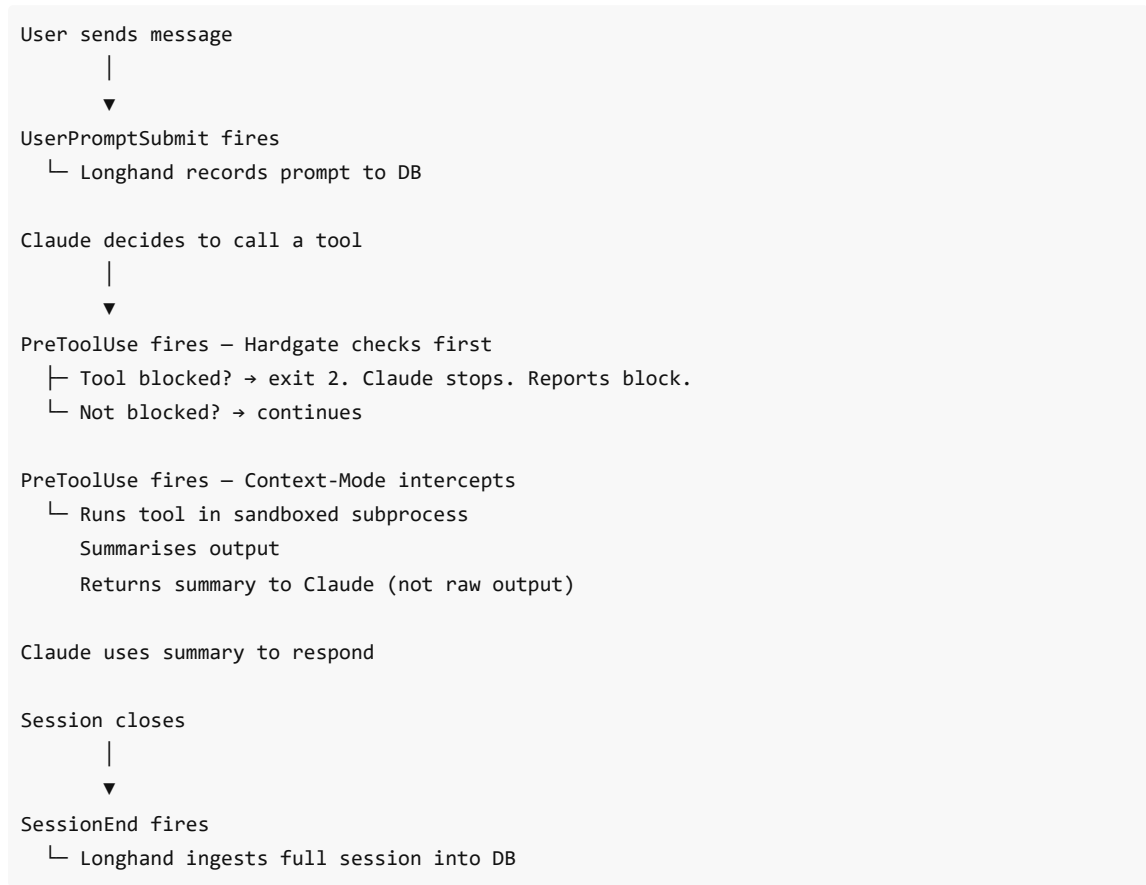 User sends message
│
▼
UserPromptSubmit fires
└─ Longhand records prompt to DB
Claude decides to call a tool
│
▼
PreToolUse fires — Hardgate checks first
├─ Tool blocked? → exit 2. Claude stops. Reports block.
└─ Not blocked? → continues
PreToolUse fires — Context-Mode intercepts
└─ Runs tool in sandboxed subprocess
Summarises output
Returns summary to Claude (not raw output)
Claude uses summary to respond
Session closes
│
▼
SessionEnd fires
└─ Longhand ingests full session into DB